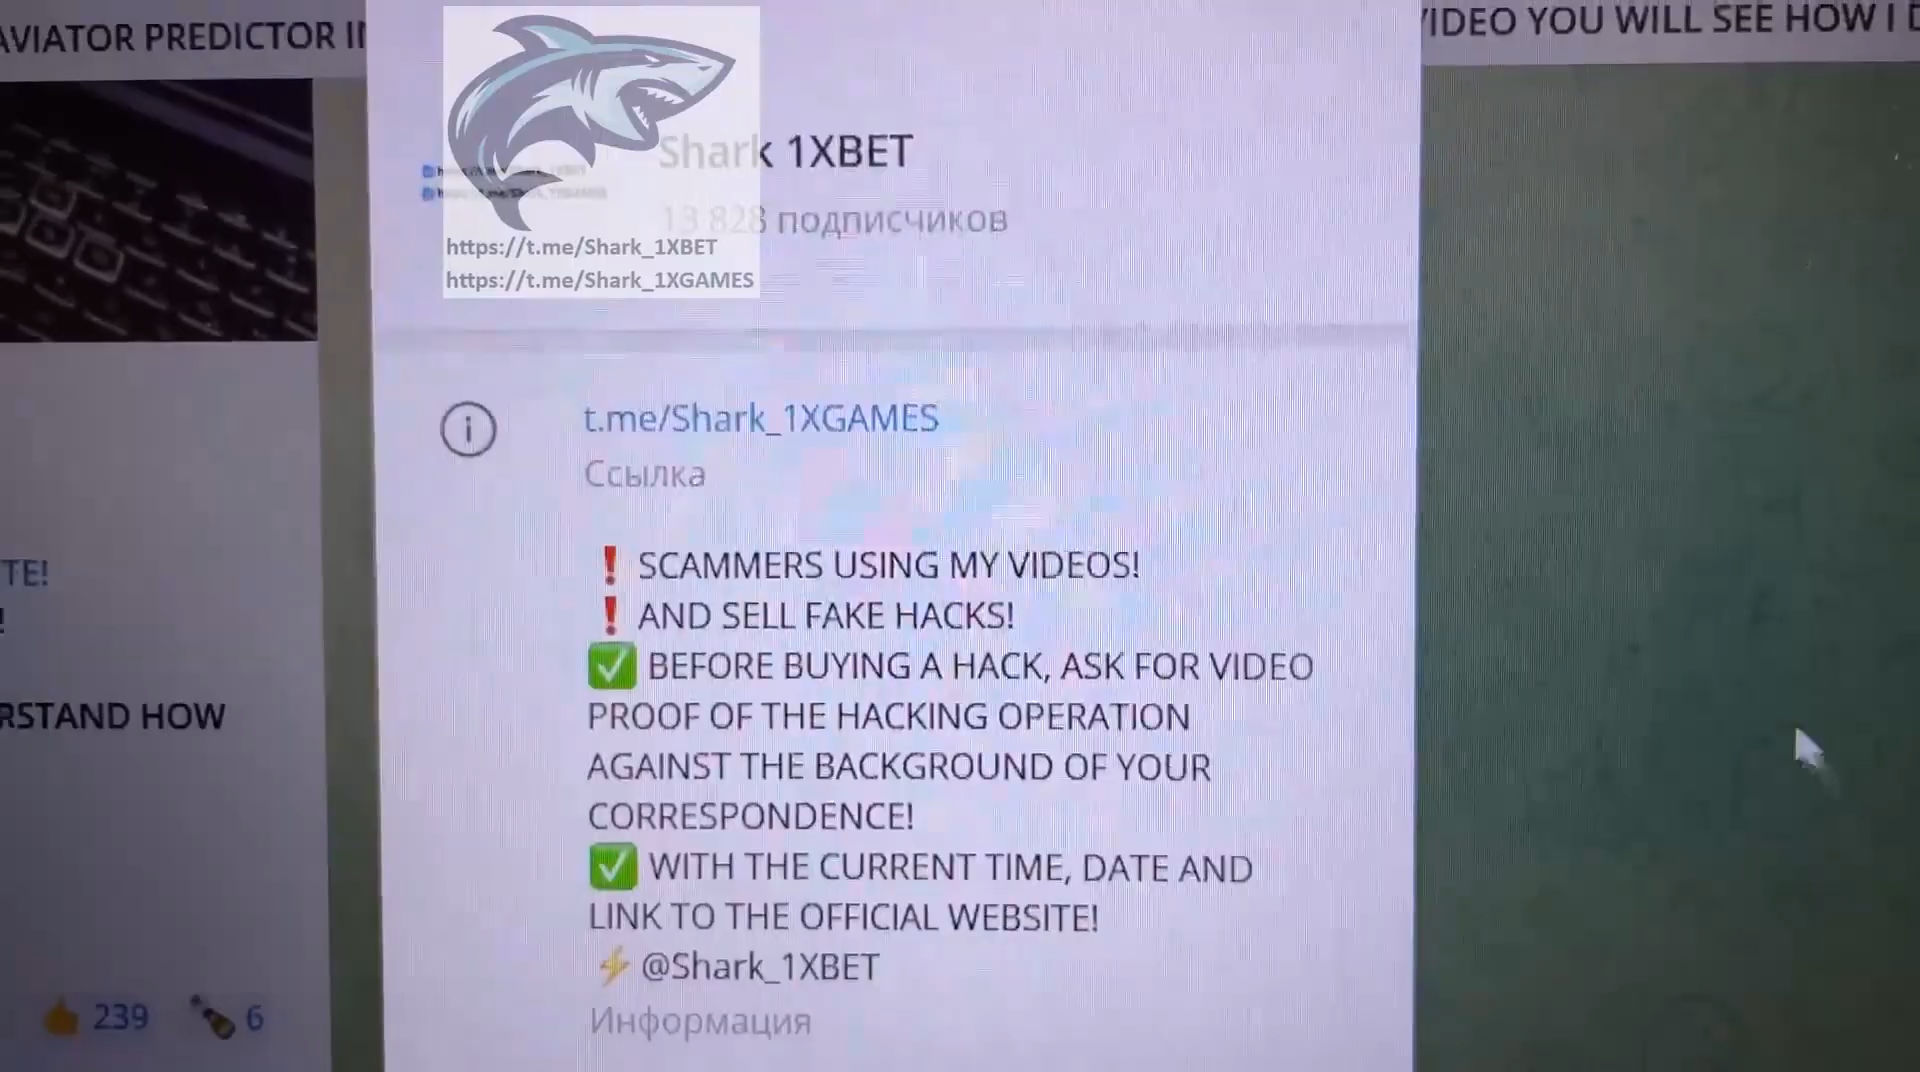 AVIATOR PREDICTOR
VIDEO YOU WILL SEE HOW I
Shark 1XBET
13 828 подписчиков
https://t.me/Shark_1XBET
https://t.me/Shark_1XGAMES
t.me/Shark_1XGAMES
Ссылка
❗ SCAMMERS USING MY VIDEOS!
❗ AND SELL FAKE HACKS!
✅ BEFORE BUYING A HACK, ASK FOR VIDEO
PROOF OF THE HACKING OPERATION
AGAINST THE BACKGROUND OF YOUR
CORRESPONDENCE!
✅ WITH THE CURRENT TIME, DATE AND
LINK TO THE OFFICIAL WEBSITE!
⚡ @Shark_1XBET
Информация
TE!
!
RSTAND HOW
239
6